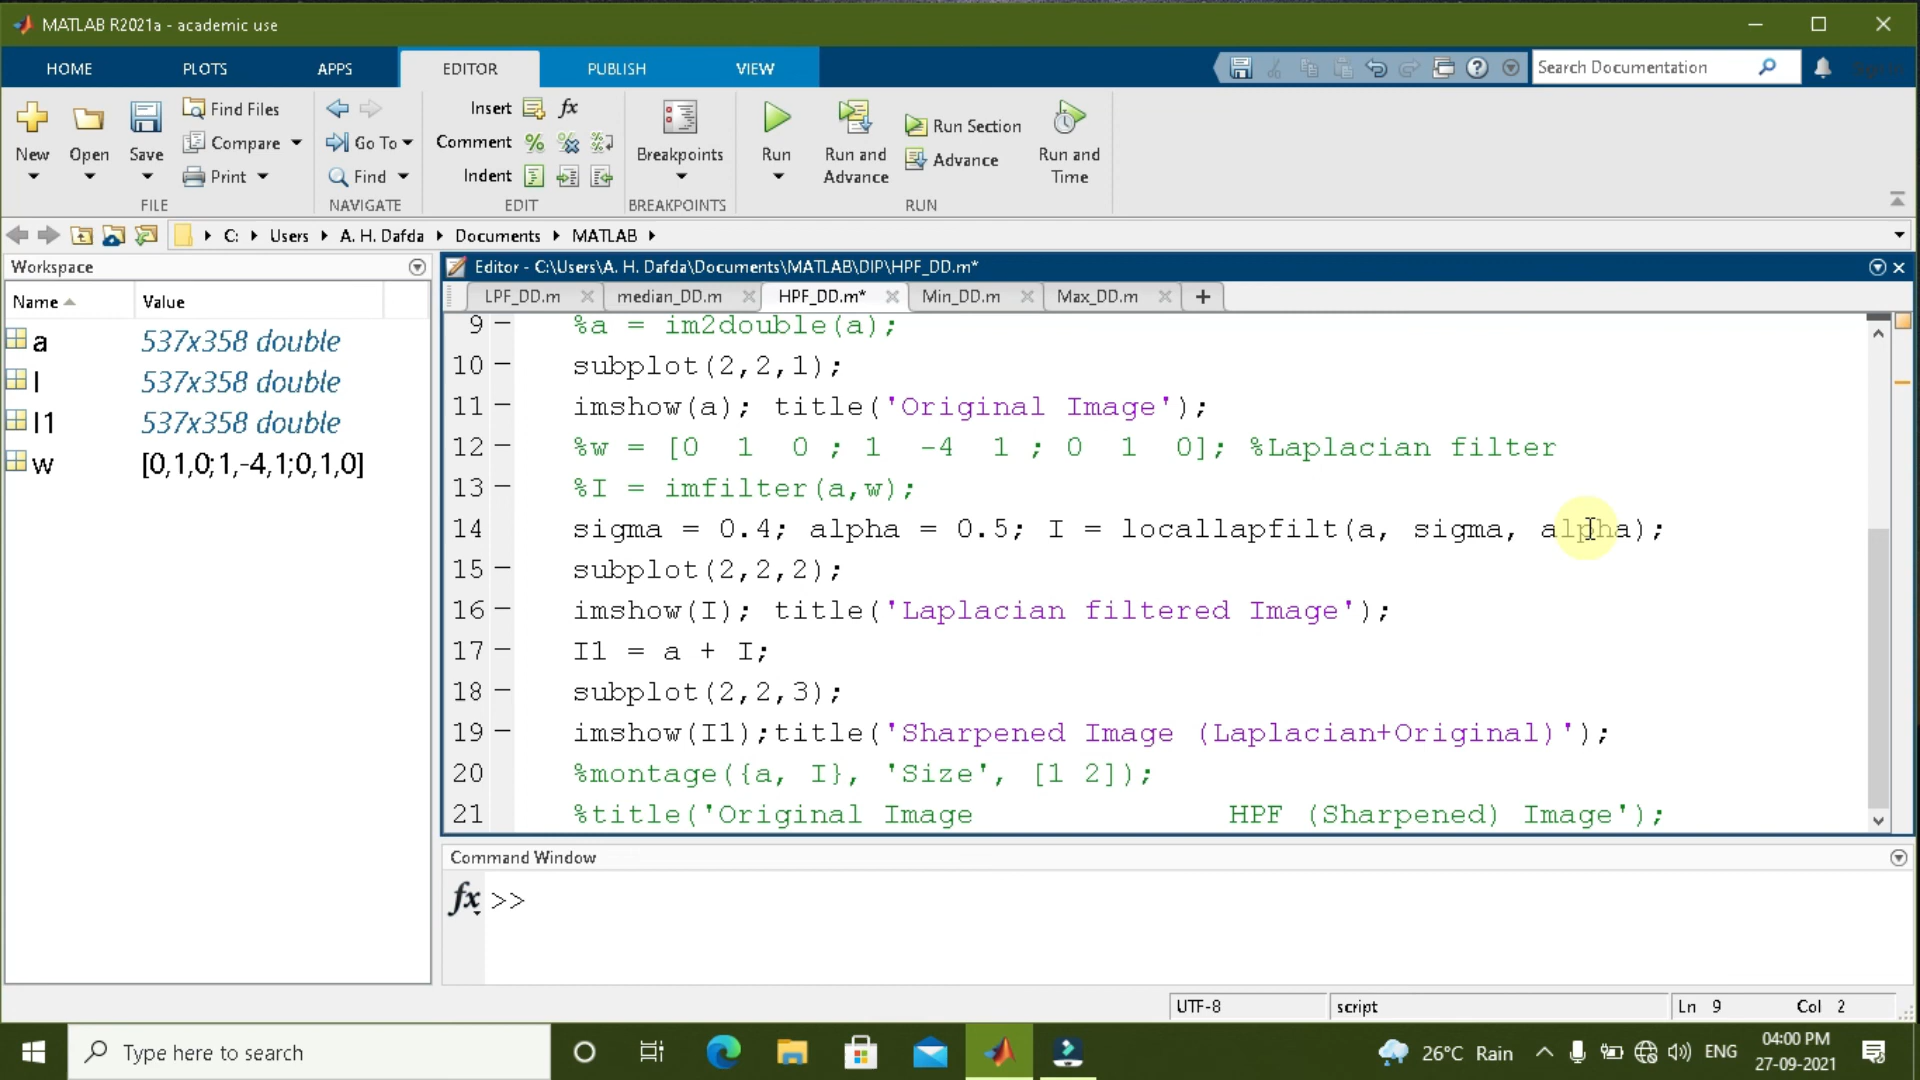 MATLAB R2021a - academic use
HOME PLOTS APPS EDITOR PUBLISH VIEW Search Documentation
New Open Save Find Files Compare Print FILE
Go To Find NAVIGATE
Insert fx Comment Indent EDIT
Breakpoints BREAKPOINTS
Run Run and Advance Run Section Advance Run and Time RUN
C: Users A. H. Dafda Documents MATLAB
Workspace
Name Value
a 537x358 double
I 537x358 double
I1 537x358 double
w [0,1,0;1,-4,1;0,1,0]
Editor - C:\Users\A. H. Dafda\Documents\MATLAB\DIP\HPF_DD.m*
LPF_DD.m median_DD.m HPF_DD.m* Min_DD.m Max_DD.m +
9 – %a = im2double(a);
10 – subplot(2,2,1);
11 – imshow(a); title('Original Image');
12 – %w = [0 1 0 ; 1 -4 1 ; 0 1 0]; %Laplacian filter
13 – %I = imfilter(a,w);
14 – sigma = 0.4; alpha = 0.5; I = locallapfilt(a, sigma, alpha);
15 – subplot(2,2,2);
16 – imshow(I); title('Laplacian filtered Image');
17 – I1 = a + I;
18 – subplot(2,2,3);
19 – imshow(I1);title('Sharpened Image (Laplacian+Original)');
20 %montage({a, I}, 'Size', [1 2]);
21 %title('Original Image HPF (Sharpened) Image');
Command Window
fx >>
UTF-8 script Ln 9 Col 2
Type here to search 26°C Rain ENG 04:00 PM
27-09-2021